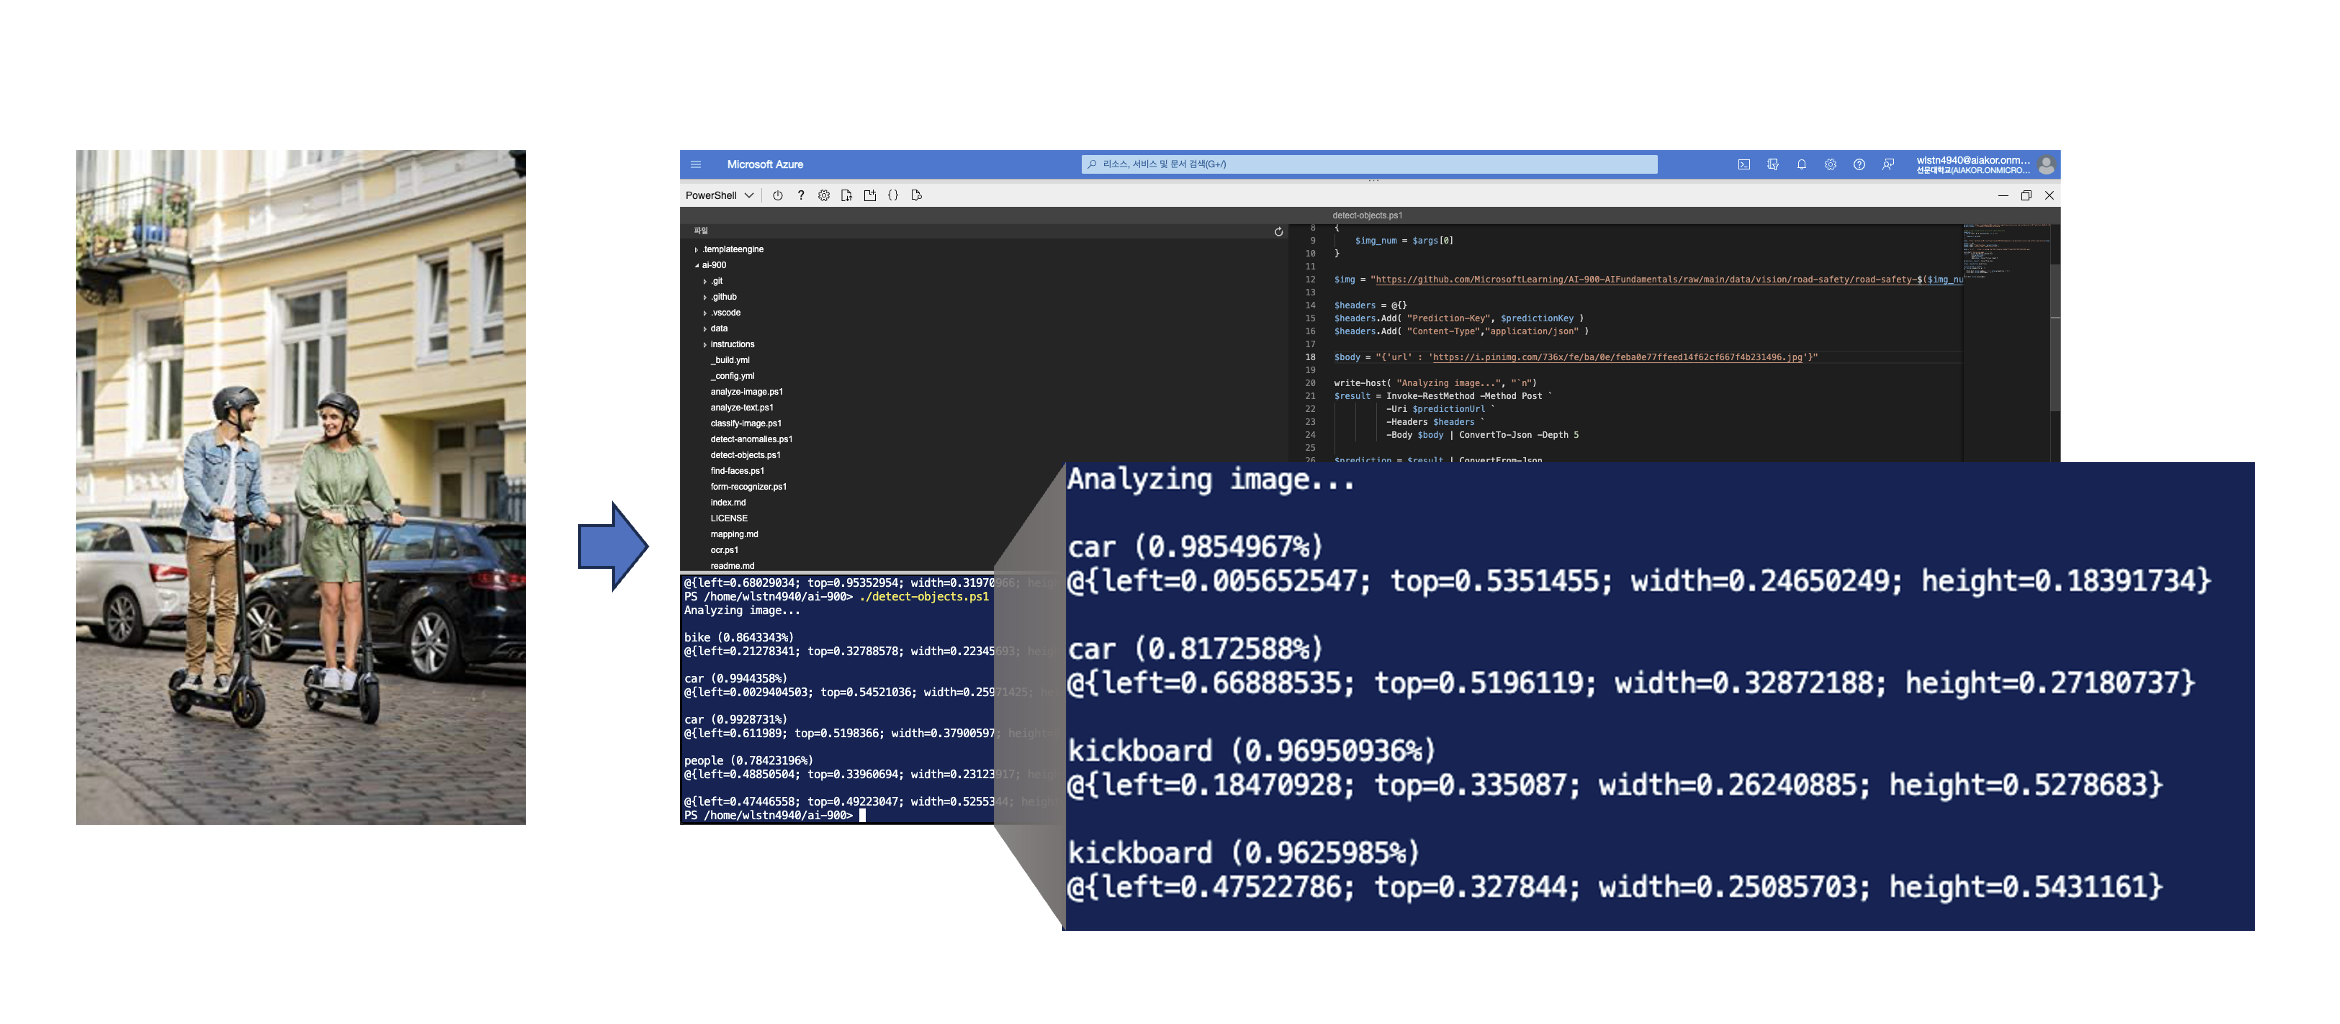 Microsoft Azure
리소스, 서비스 및 문서 검색(G+/)
wlstn4940@aiakor.onm...
선문대학교(AIAKOR.ONMICRO...
PowerShell
detect-objects.ps1
파일
.templateengine
ai-900
.git
.github
.vscode
data
instructions
_build.yml
_config.yml
analyze-image.ps1
analyze-text.ps1
classify-image.ps1
detect-anomalies.ps1
detect-objects.ps1
find-faces.ps1
form-recognizer.ps1
index.md
LICENSE
mapping.md
ocr.ps1
readme.md
8 {
9 $img_num = $args[0]
10 }
11
12 $img = "https://github.com/MicrosoftLearning/AI-900-AIFundamentals/raw/main/data/vision/road-safety/road-safety-$($img_nu
13
14 $headers = @{}
15 $headers.Add( "Prediction-Key", $predictionKey )
16 $headers.Add( "Content-Type","application/json" )
17
18 $body = "{'url' : 'https://i.pinimg.com/736x/fe/ba/0e/feba0e77ffeed14f62cf667f4b231496.jpg'}"
19
20 write-host( "Analyzing image...", "`n")
21 $result = Invoke-RestMethod -Method Post `
22 -Uri $predictionUrl `
23 -Headers $headers `
24 -Body $body | ConvertTo-Json -Depth 5
25
26 $prediction = $result | ConvertFrom-Json
@{left=0.68029034; top=0.95352954; width=0.31970966; heig
PS /home/wlstn4940/ai-900> ./detect-objects.ps1
Analyzing image...
bike (0.8643343%)
@{left=0.21278341; top=0.32788578; width=0.22345693; heig
car (0.9944358%)
@{left=0.0029404503; top=0.54521036; width=0.25971425; he
car (0.9928731%)
@{left=0.611989; top=0.5198366; width=0.37900597; height=
people (0.78423196%)
@{left=0.48850504; top=0.33960694; width=0.23123917; heig
@{left=0.47446558; top=0.49223047; width=0.5255344; heigh
PS /home/wlstn4940/ai-900>
Analyzing image...
car (0.9854967%)
@{left=0.005652547; top=0.5351455; width=0.24650249; height=0.18391734}
car (0.8172588%)
@{left=0.66888535; top=0.5196119; width=0.32872188; height=0.27180737}
kickboard (0.96950936%)
@{left=0.18470928; top=0.335087; width=0.26240885; height=0.5278683}
kickboard (0.9625985%)
@{left=0.47522786; top=0.327844; width=0.25085703; height=0.5431161}